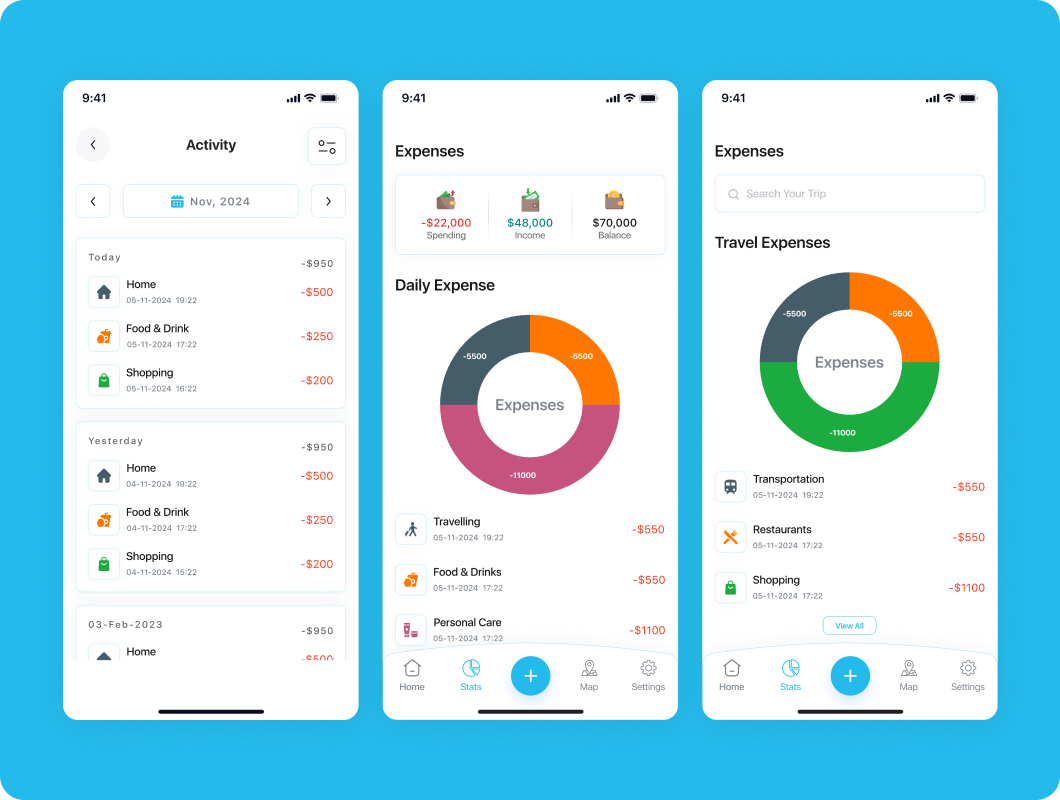 9:41
Activity
Nov, 2024
Today
-$950
Home
05-11-2024 19:22
-$500
Food & Drink
05-11-2024 17:22
-$250
Shopping
05-11-2024 16:22
-$200
Yesterday
-$950
Home
04-11-2024 19:22
-$500
Food & Drink
04-11-2024 17:22
-$250
Shopping
04-11-2024 15:22
-$200
03-Feb-2023
-$950
Home
-$500
9:41
Expenses
-$22,000
Spending
$48,000
Income
$70,000
Balance
Daily Expense
-5500
-5500
Expenses
-11000
Travelling
05-11-2024 19:22
-$550
Food & Drinks
05-11-2024 17:22
-$550
Personal Care
05-11-2024 17:22
-$1100
Home
Stats
Map
Settings
9:41
Expenses
Search Your Trip
Travel Expenses
-5500
-5500
Expenses
-11000
Transportation
05-11-2024 19:22
-$550
Restaurants
05-11-2024 17:22
-$550
Shopping
05-11-2024 17:22
-$1100
View All
Home
Stats
Map
Settings